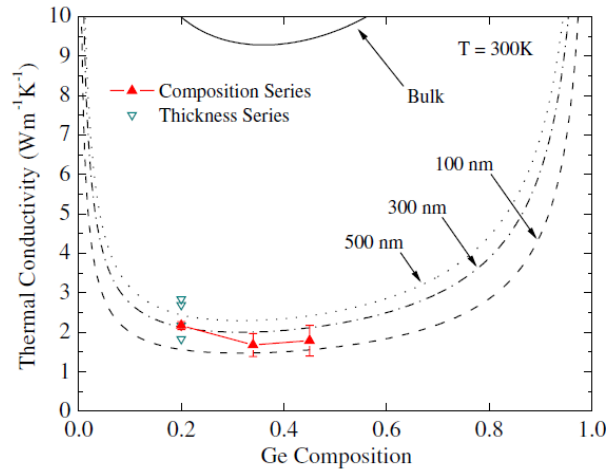 10
9
8
7
6
5
4
3
2
1
0
Thermal Conductivity (Wm⁻¹K⁻¹)
T = 300K
Bulk
Composition Series
Thickness Series
100 nm
300 nm
500 nm
0.0 0.2 0.4 0.6 0.8 1.0
Ge Composition